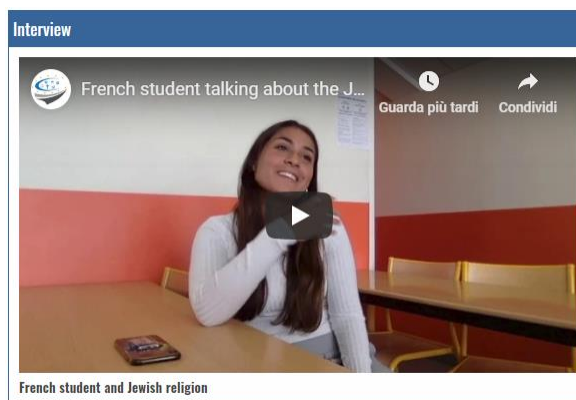 Interview
French student talking about the J...
Guarda più tardi
Condividi
French student and Jewish religion